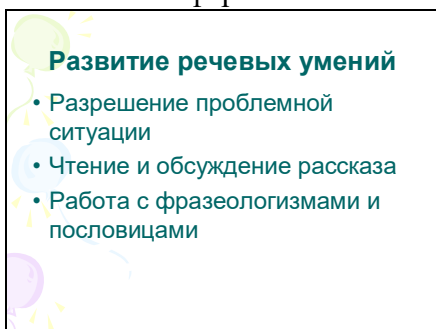 Развитие речевых умений
• Разрешение проблемной
ситуации
• Чтение и обсуждение рассказа
• Работа с фразеологизмами и
пословицами